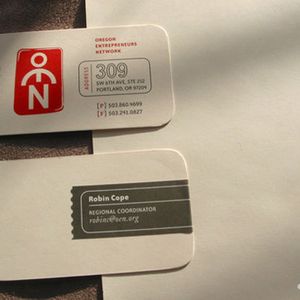 OREGON
ENTREPRENEURS
NETWORK
N
ADDRESS
309
SW 6TH AVE, STE 212
PORTLAND, OR 97204
[P] 503.860.9699
[F] 503.241.0827
Robin Cope
REGIONAL COORDINATOR
robinc@oen.org